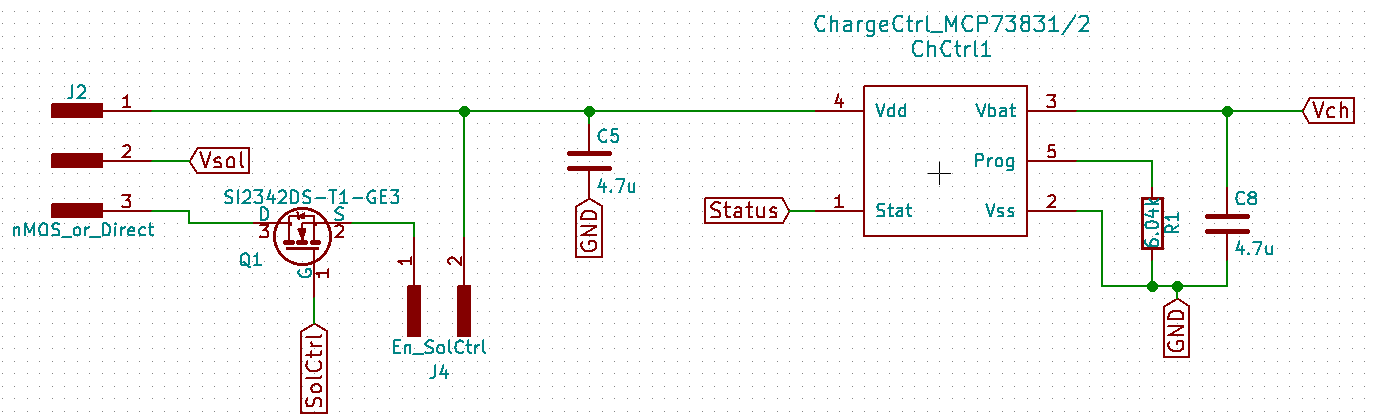 ChargeCtrl_MCP73831/2
ChCtrl1
J2
1
4
Vdd
Vbat
3
Vch
2
Vsol
C5
4.7u
Prog
5
3
nMOS_or_Direct
SI2342DS-T1-GE3
D
S
3
2
Q1
G
1
SolCtrl
1
2
En_SolCtrl
J4
GND
Status
1
Stat
Vss
2
6.04k
R1
C8
4.7u
GND